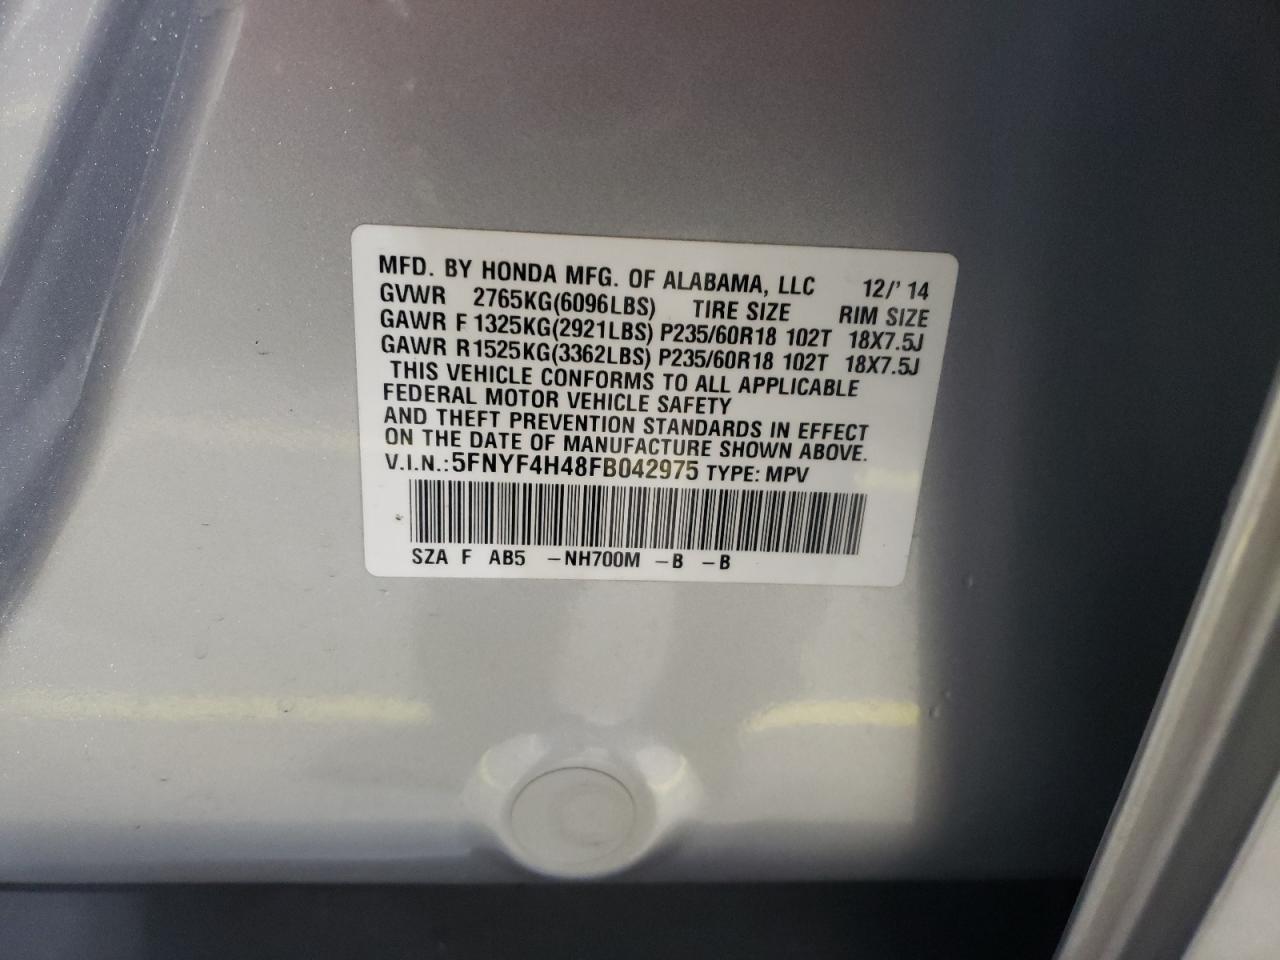 MFD. BY HONDA MFG. OF ALABAMA, LLC 12/' 14
GVWR 2765KG(6096LBS) TIRE SIZE RIM SIZE
GAWR F 1325KG(2921LBS) P235/60R18 102T 18X7.5J
GAWR R1525KG(3362LBS) P235/60R18 102T 18X7.5J
THIS VEHICLE CONFORMS TO ALL APPLICABLE
FEDERAL MOTOR VEHICLE SAFETY
AND THEFT PREVENTION STANDARDS IN EFFECT
ON THE DATE OF MANUFACTURE SHOWN ABOVE.
V.I.N.:5FNYF4H48FB042975 TYPE: MPV
SZA F AB5 -NH700M -B -B